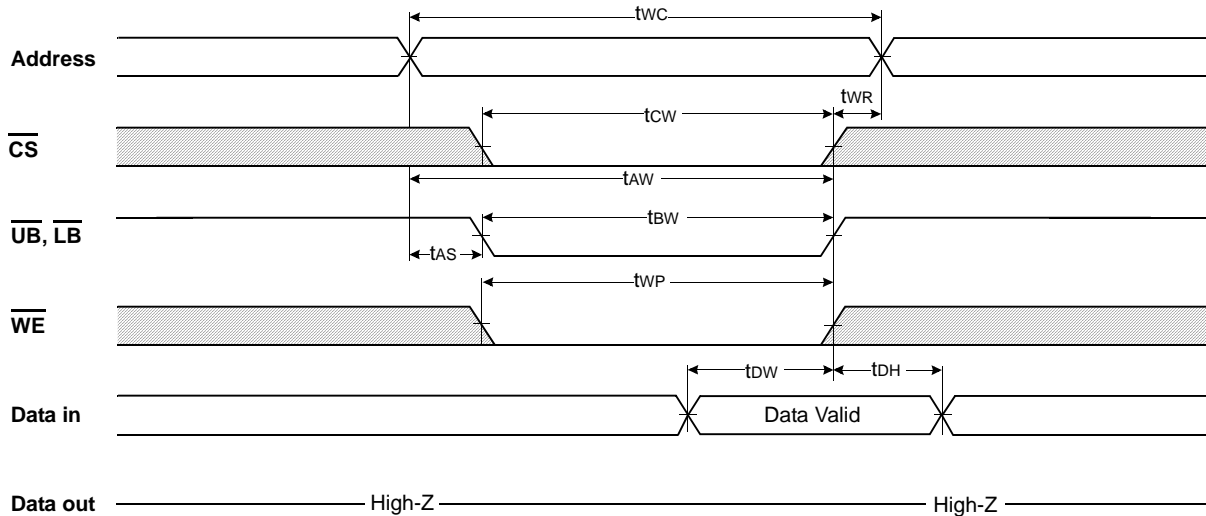 tWC
Address
tWR
tCW
CS
tAW
UB, LB
tBW
tAS
tWP
WE
tDW
tDH
Data in
Data Valid
Data out
High-Z
High-Z